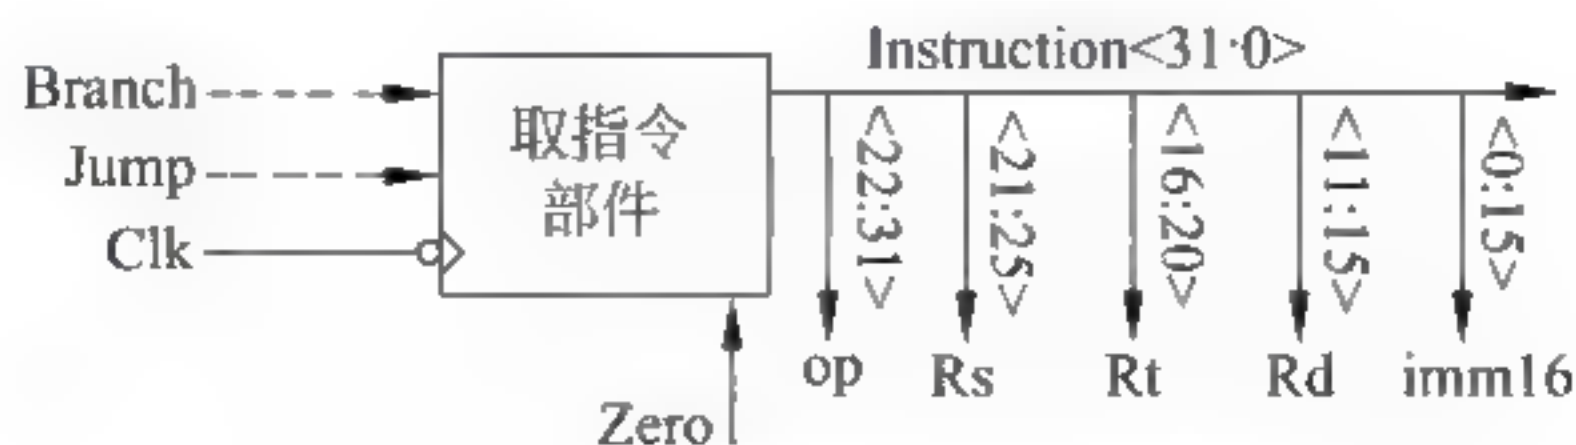 Instruction<31:0>
Branch
Jump
Clk
取指令
部件
Zero
<22:31>
<21:25>
<16:20>
<11:15>
<0:15>
op
Rs
Rt
Rd
imm16